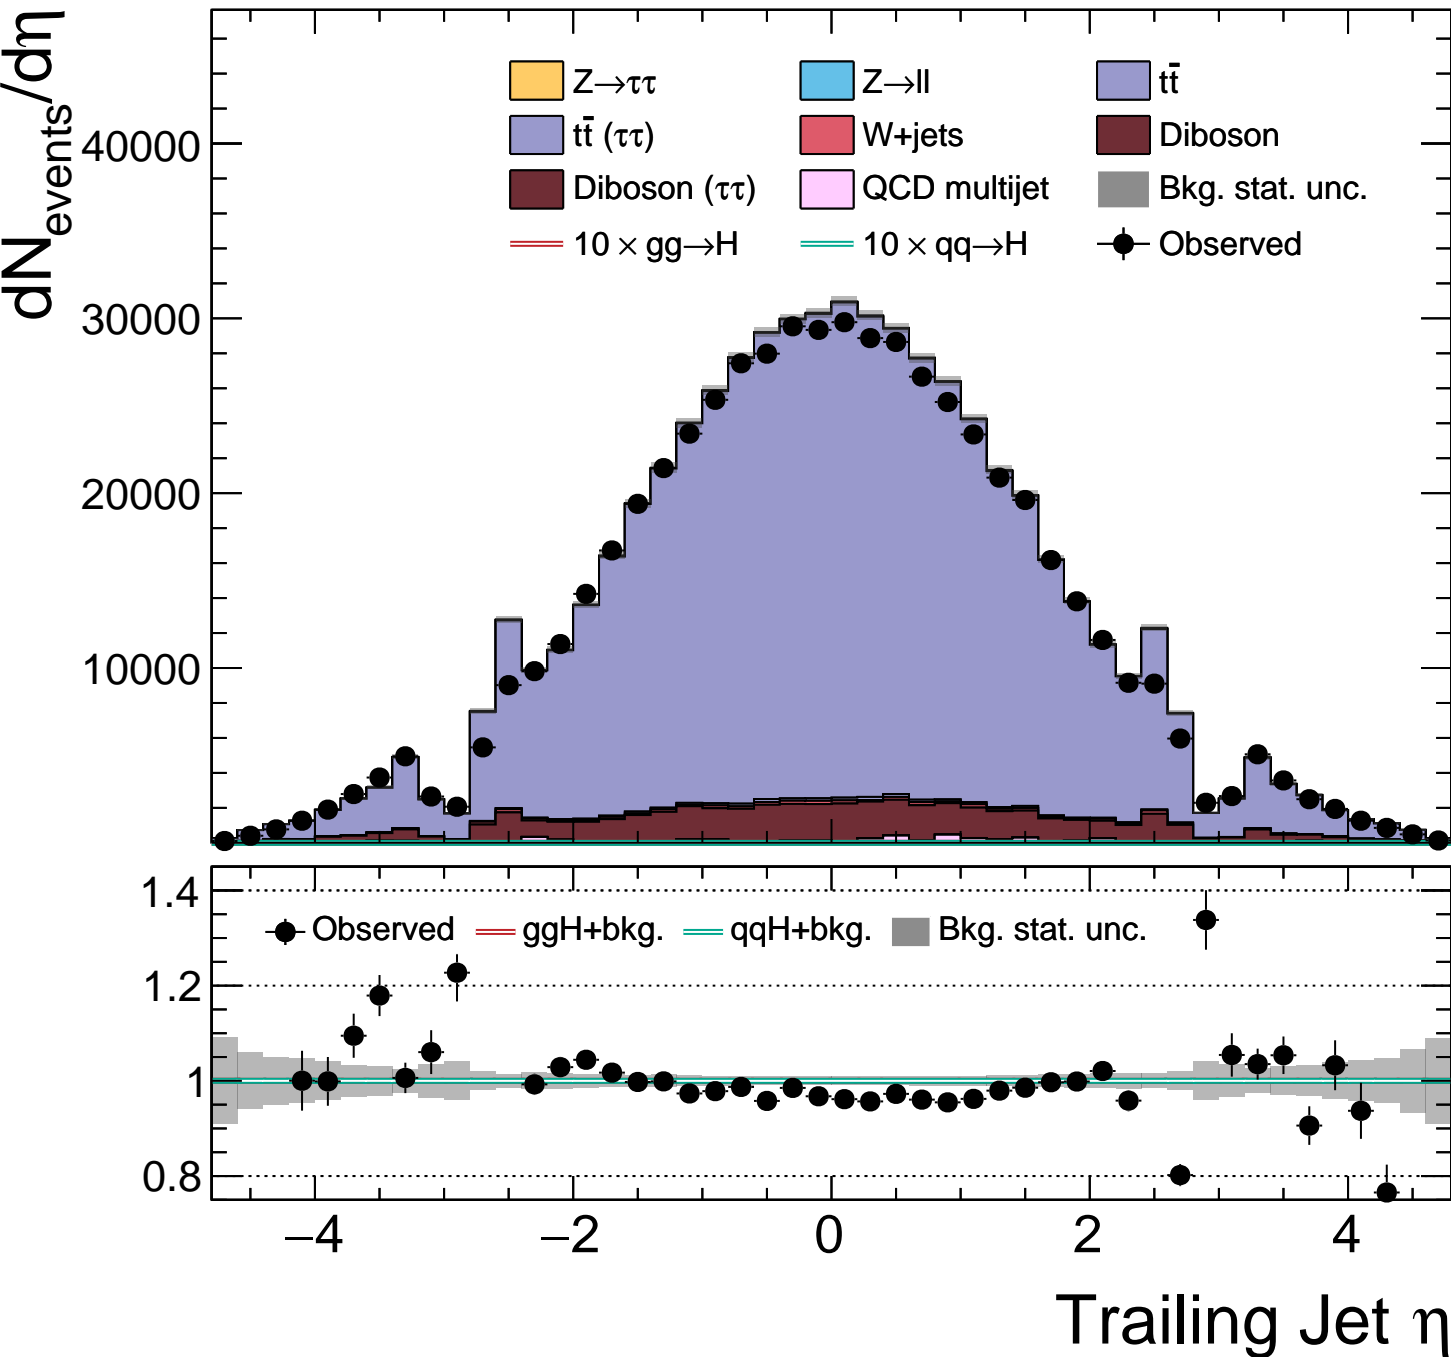 dN_events/dη
Z→ττ Z→ll tt̄
tt̄ (ττ) W+jets Diboson
Diboson (ττ) QCD multijet Bkg. stat. unc.
10 × gg→H 10 × qq→H Observed
40000
30000
20000
10000
1.4
Observed ggH+bkg. qqH+bkg. Bkg. stat. unc.
1.2
1
0.8
−4 −2 0 2 4
Trailing Jet η